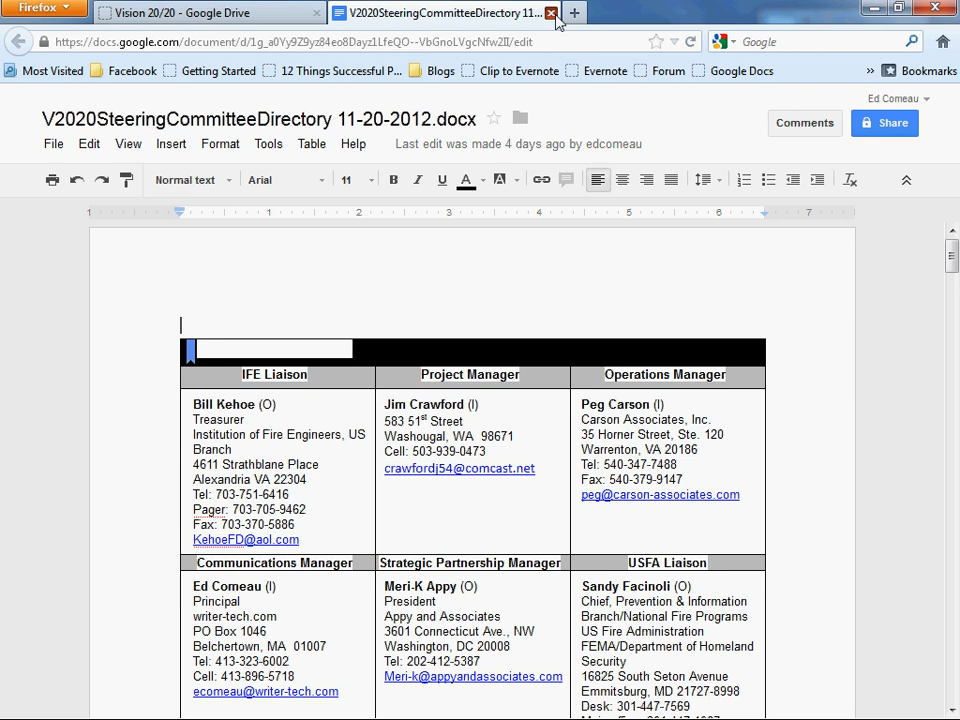 Firefox
Vision 20/20 - Google Drive
V2020SteeringCommitteeDirectory 11...
https://docs.google.com/document/d/1g_a0Yy9Z9yz84eo8Dayz1LfeQO--VbGnoLVgcNfw2II/edit
Google
Most Visited Facebook Getting Started 12 Things Successful P... Blogs Clip to Evernote Evernote Forum Google Docs » Bookmarks
Ed Comeau
V2020SteeringCommitteeDirectory 11-20-2012.docx
Comments
Share
File Edit View Insert Format Tools Table Help Last edit was made 4 days ago by edcomeau
Normal text Arial 11 B I U A A
1 1 2 3 4 5 6 7
IFE Liaison
Project Manager
Operations Manager
Bill Kehoe (O)
Treasurer
Institution of Fire Engineers, US
Branch
4611 Strathblane Place
Alexandria VA 22304
Tel: 703-751-6416
Pager: 703-705-9462
Fax: 703-370-5886
KehoeFD@aol.com
Jim Crawford (I)
583 51st Street
Washougal, WA 98671
Cell: 503-939-0473
crawfordj54@comcast.net
Peg Carson (I)
Carson Associates, Inc.
35 Horner Street, Ste. 120
Warrenton, VA 20186
Tel: 540-347-7488
Fax: 540-379-9147
peg@carson-associates.com
Communications Manager
Strategic Partnership Manager
USFA Liaison
Ed Comeau (I)
Principal
writer-tech.com
PO Box 1046
Belchertown, MA 01007
Tel: 413-323-6002
Cell: 413-896-5718
ecomeau@writer-tech.com
Meri-K Appy (O)
President
Appy and Associates
3601 Connecticut Ave., NW
Washington, DC 20008
Tel: 202-412-5387
Meri-k@appyandassociates.com
Sandy Facinoli (O)
Chief, Prevention & Information
Branch/National Fire Programs
US Fire Administration
FEMA/Department of Homeland
Security
16825 South Seton Avenue
Emmitsburg, MD 21727-8998
Desk: 301-447-7569